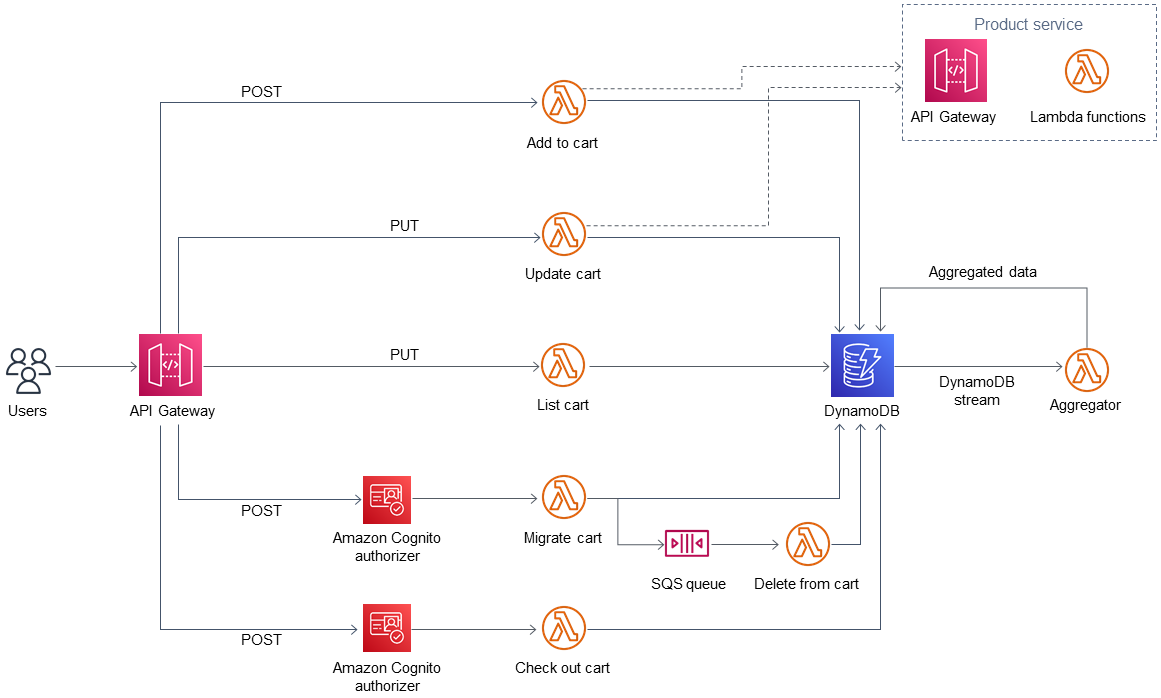 Product service
API Gateway
Lambda functions
POST
Add to cart
PUT
Update cart
Aggregated data
Users
API Gateway
PUT
List cart
DynamoDB
DynamoDB
stream
Aggregator
POST
Amazon Cognito
authorizer
Migrate cart
SQS queue
Delete from cart
POST
Amazon Cognito
authorizer
Check out cart